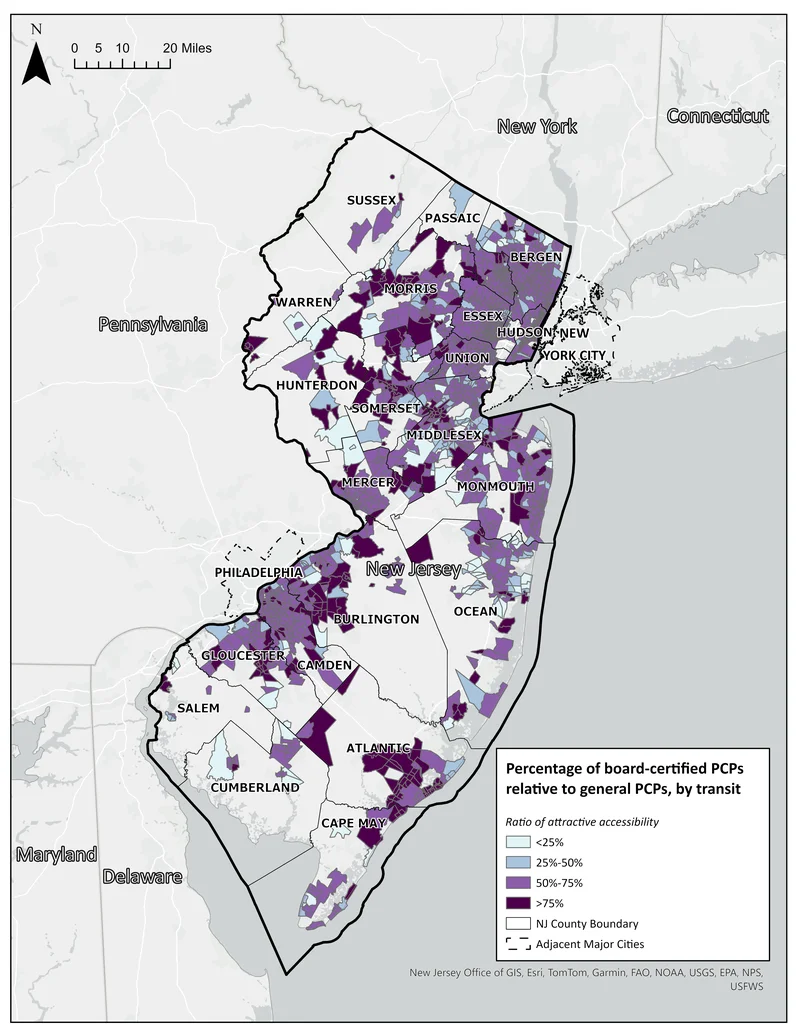 N
0 5 10 20 Miles
New York
Connecticut
SUSSEX
PASSAIC
BERGEN
MORRIS
WARREN
ESSEX
Pennsylvania
HUDSON
NEW
YORK CITY
UNION
HUNTERDON
SOMERSET
MIDDLESEX
MERCER
MONMOUTH
PHILADELPHIA
New Jersey
OCEAN
BURLINGTON
GLOUCESTER
CAMDEN
SALEM
ATLANTIC
CUMBERLAND
CAPE MAY
Maryland
Delaware
Percentage of board-certified PCPs
relative to general PCPs, by transit
Ratio of attractive accessibility
<25%
25%-50%
50%-75%
>75%
NJ County Boundary
Adjacent Major Cities
New Jersey Office of GIS, Esri, TomTom, Garmin, FAO, NOAA, USGS, EPA, NPS,
USFWS